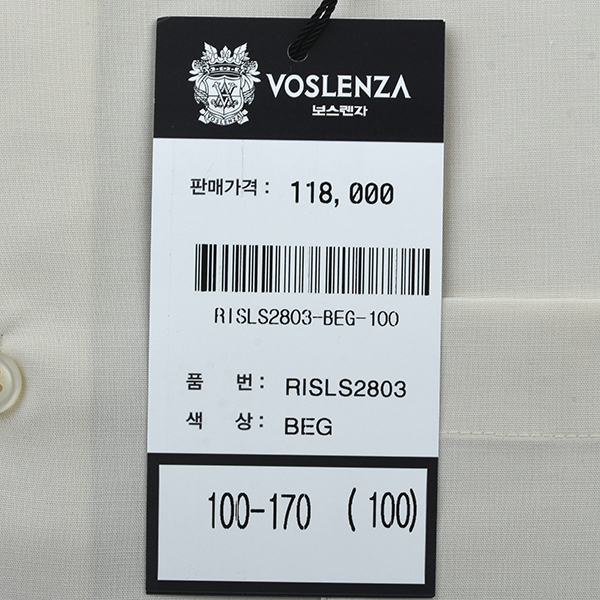 VOSLENZA
VOSLENZA
보스렌자
판매가격 : 118,000
RISLS2803-BEG-100
품 번 : RISLS2803
색 상 : BEG
100-170 (100)